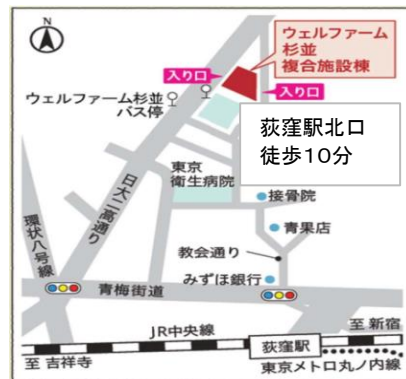 N
ウェルファーム
杉並
複合施設棟
入り口
入り口
ウェルファーム杉並
バス停
荻窪駅北口
徒歩10分
東京
衛生病院
接骨院
日大二高通り
環状八号線
青果店
教会通り
みずほ銀行
青梅街道
JR中央線
至 新宿
荻窪駅
至 吉祥寺
東京メトロ丸ノ内線